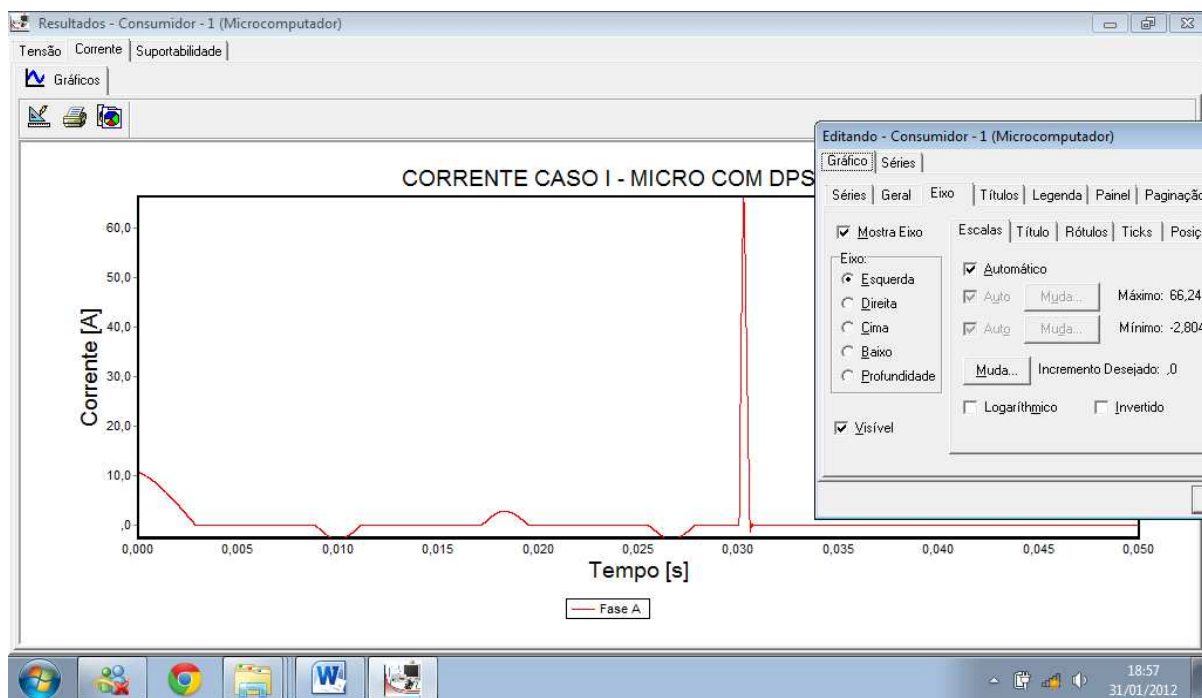 Resultados - Consumidor - 1 (Microcomputador)
Tensão Corrente Suportabilidade
Gráficos
CORRENTE CASO I - MICRO COM DPS
Corrente [A]
60,0
50,0
40,0
30,0
20,0
10,0
,0
0,000 0,005 0,010 0,015 0,020 0,025 0,030 0,035 0,040 0,045 0,050
Tempo [s]
Fase A
Editando - Consumidor - 1 (Microcomputador)
Gráfico Séries
Séries Geral Eixo Títulos Legenda Painel Paginação
Mostra Eixo
Eixo:
Esquerda
Direita
Cima
Baixo
Profundidade
Visível
Escalas Título Rótulos Ticks Posiç
Automático
Auto Muda... Máximo: 66,24
Auto Muda... Mínimo: -2,804
Muda... Incremento Desejado: ,0
Logaríthmico Invertido
18:57
31/01/2012